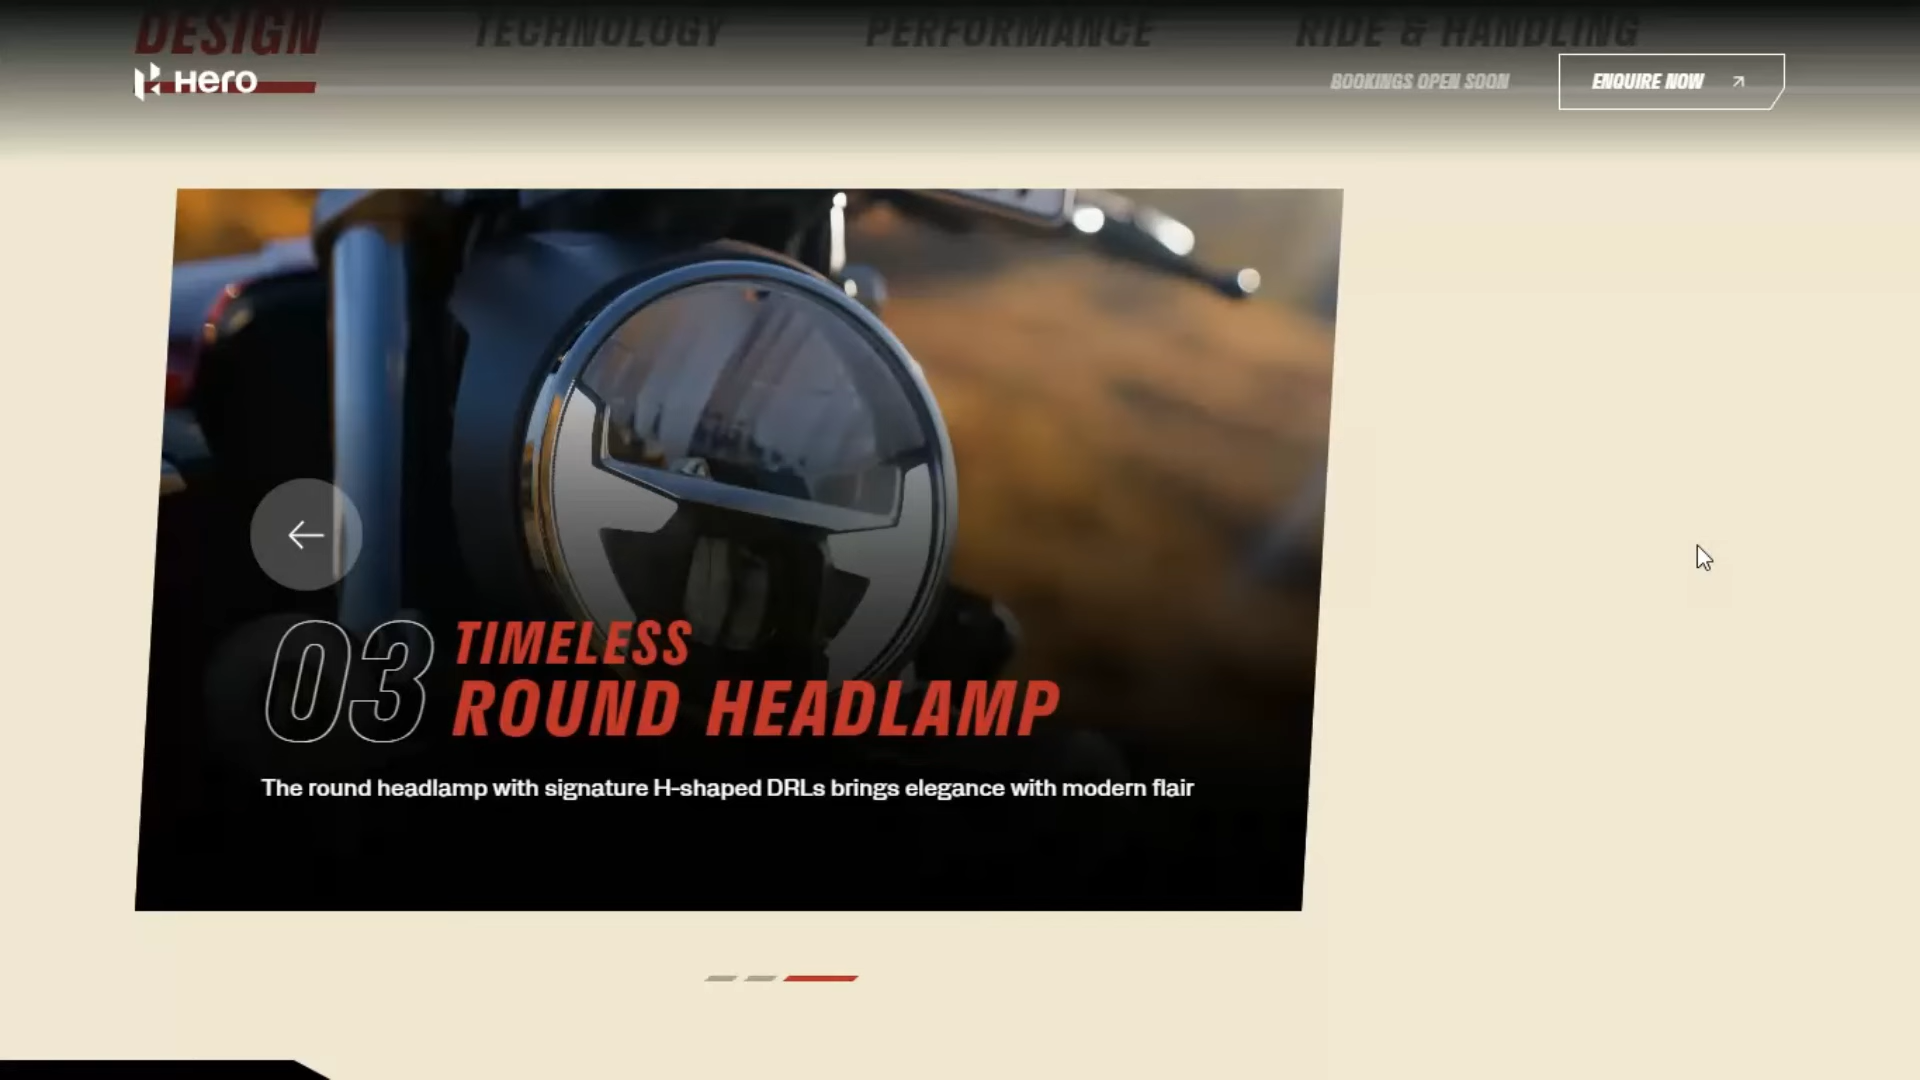 DESIGN
TECHNOLOGY
PERFORMANCE
RIDE & HANDLING
Hero
BOOKINGS OPEN SOON
ENQUIRE NOW
03
TIMELESS
ROUND HEADLAMP
The round headlamp with signature H-shaped DRLs brings elegance with modern flair